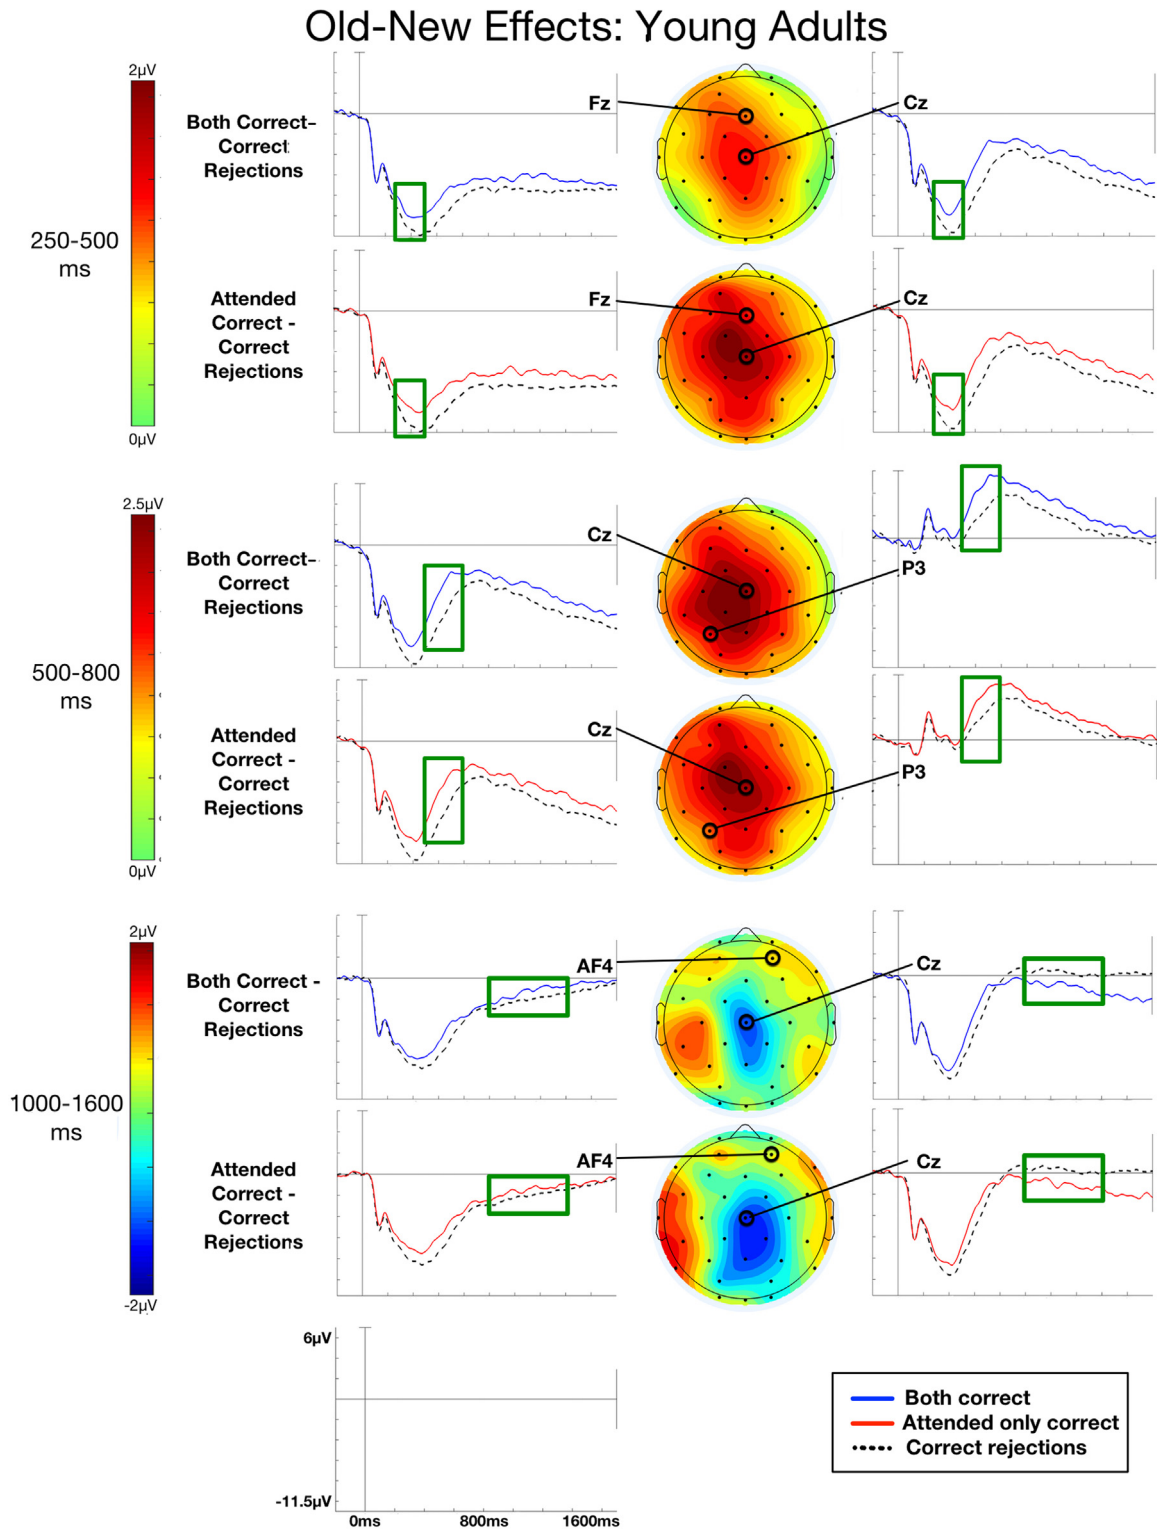 Old-New Effects: Young Adults
2µV
Fz
Cz
Both Correct–
Correct
Rejections
250-500
ms
Fz
Cz
Attended
Correct -
Correct
Rejections
0µV
2.5µV
Cz
P3
Both Correct–
Correct
Rejections
500-800
ms
Cz
P3
Attended
Correct -
Correct
Rejections
0µV
2µV
AF4
Cz
Both Correct -
Correct
Rejections
1000-1600
ms
AF4
Cz
Attended
Correct -
Correct
Rejections
-2µV
6µV
-11.5µV
0ms
800ms
1600ms
Both correct
Attended only correct
Correct rejections